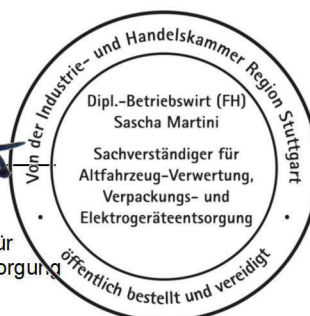 Von der Industrie- und Handelskammer Region Stuttgart
Dipl.-Betriebswirt (FH)
Sascha Martini
Sachverständiger für
Altfahrzeug-Verwertung,
Verpackungs- und
Elektrogeräteentsorgung
öffentlich bestellt und vereidigt